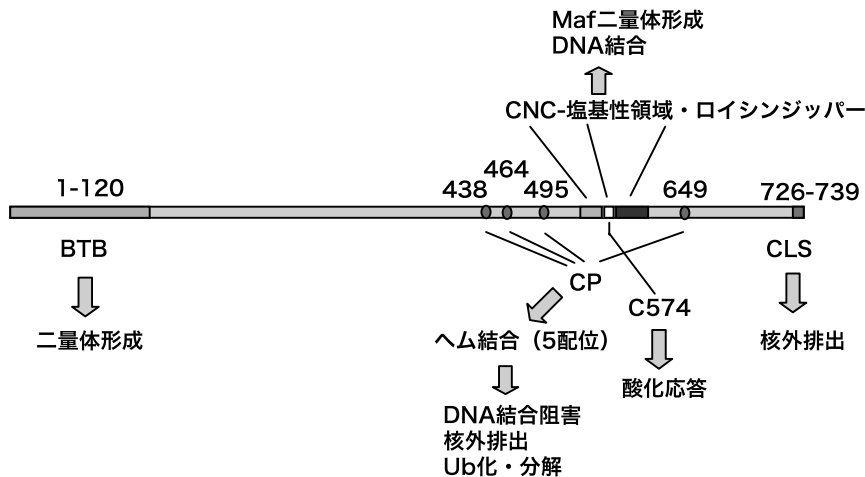 Maf二量体形成
DNA結合
CNC-塩基性領域・ロイシンジッパー
1-120
438
464
495
649
726-739
BTB
CP
C574
CLS
二量体形成
ヘム結合（5配位）
酸化応答
核外排出
DNA結合阻害
核外排出
Ub化・分解